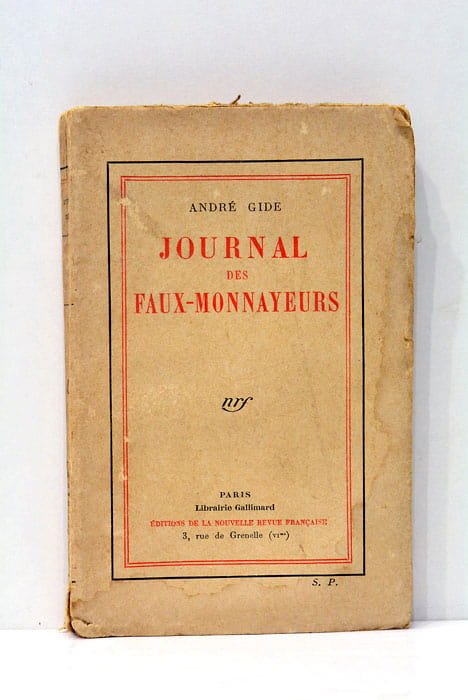 ANDRÉ GIDE
JOURNAL
DES
FAUX-MONNAYEURS
nrf
PARIS
Librairie Gallimard
ÉDITIONS DE LA NOUVELLE REVUE FRANÇAISE
3, rue de Grenelle (VIᵐᵉ)
S. P.